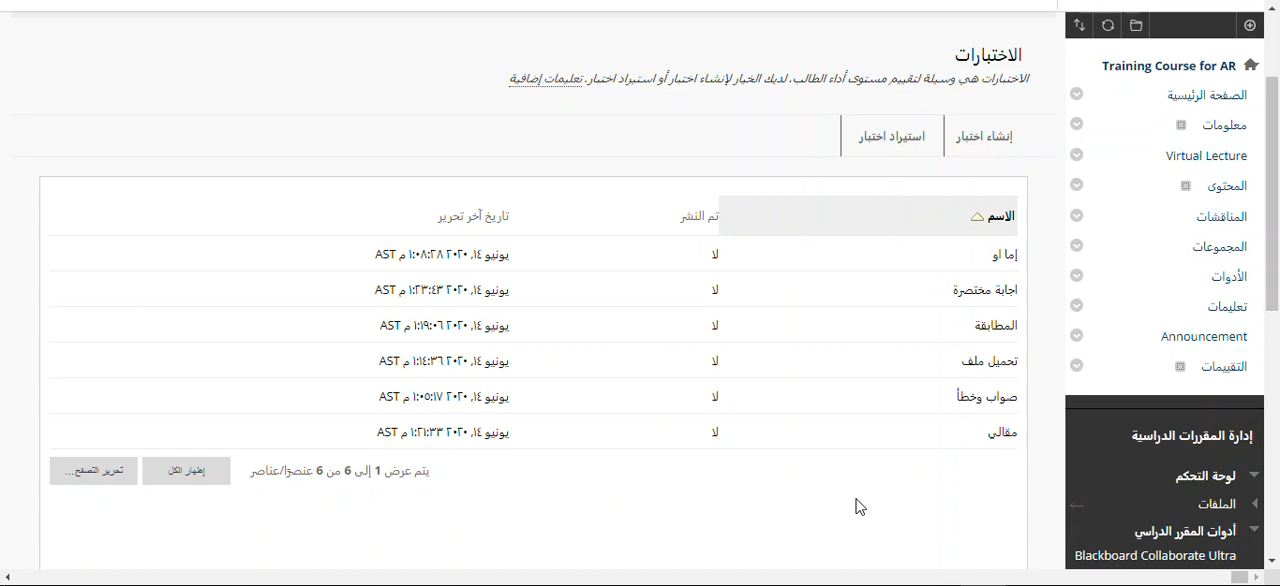 الاختبارات
الاختبارات هي وسيلة لتقييم مستوى أداء الطالب. لديك الخيار لإنشاء اختبار أو استيراد اختبار. تعليمات إضافية
إنشاء اختبار
استيراد اختبار
الاسم تم النشر تاريخ آخر تحرير
إما او لا يونيو ١٤, ٢٠٢٠ ١:٠٨:٢٨ م AST
اجابة مختصرة لا يونيو ١٤, ٢٠٢٠ ١:٢٣:٤٣ م AST
المطابقة لا يونيو ١٤, ٢٠٢٠ ١:١٩:٠٦ م AST
تحميل ملف لا يونيو ١٤, ٢٠٢٠ ١:١٤:٣٦ م AST
صواب وخطأ لا يونيو ١٤, ٢٠٢٠ ١:٠٥:١٧ م AST
مقالي لا يونيو ١٤, ٢٠٢٠ ١:٢١:٣٣ م AST
يتم عرض 1 إلى 6 من 6 عنصرًا/عناصر
إظهار الكل
تحرير التصفح...
Training Course for AR
الصفحة الرئيسية
معلومات
Virtual Lecture
المحتوى
المناقشات
المجموعات
الأدوات
تعليمات
Announcement
التقييمات
إدارة المقررات الدراسية
لوحة التحكم
الملفات
أدوات المقرر الدراسي
Blackboard Collaborate Ultra